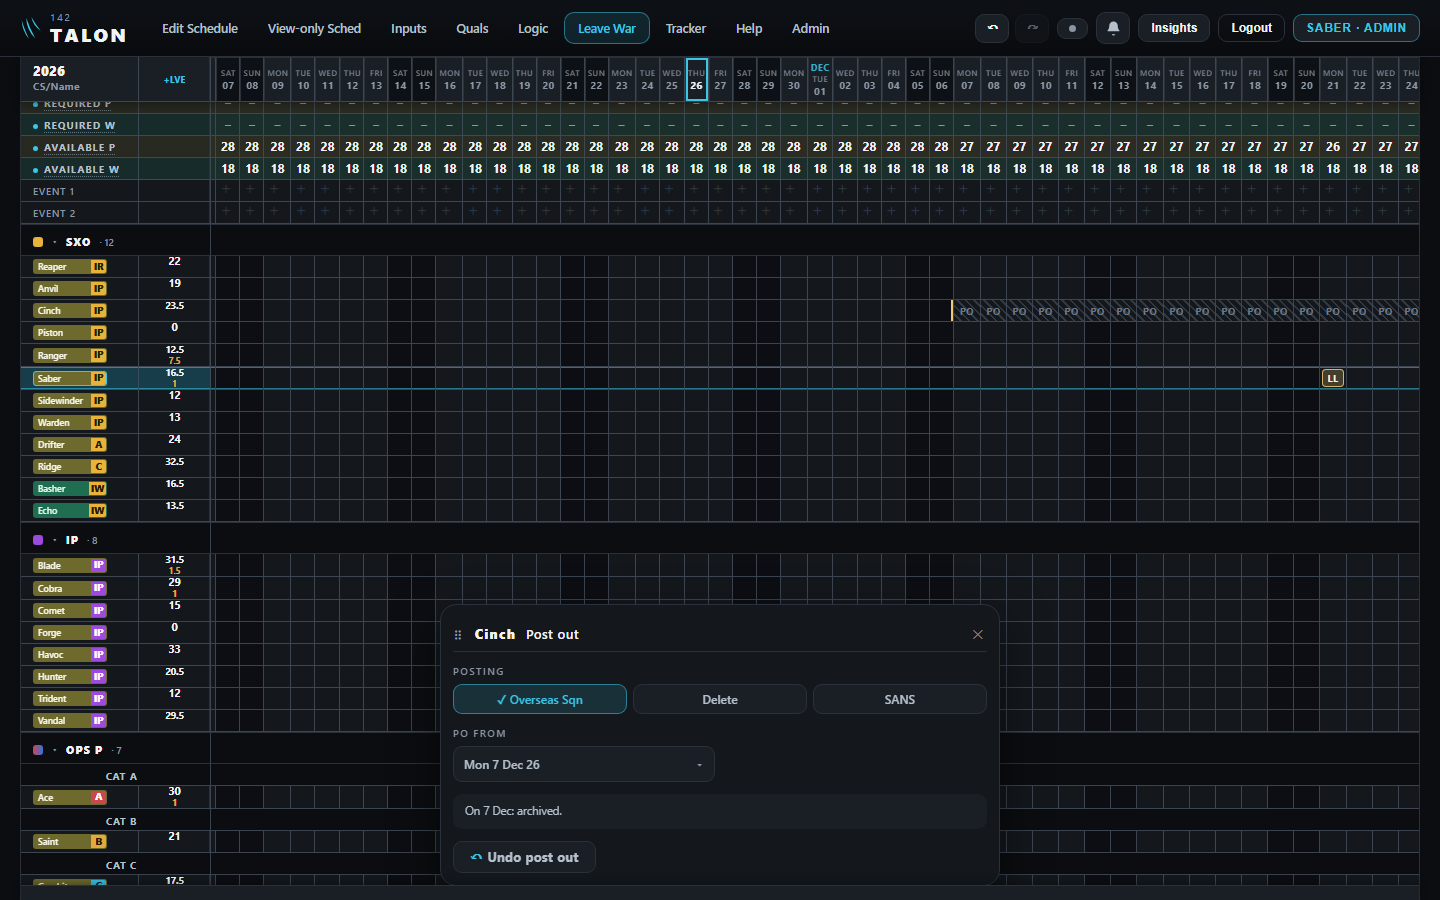 142
TALON
Edit Schedule
View-only Sched
Inputs
Quals
Logic
Leave War
Tracker
Help
Admin
Insights
Logout
SABER · ADMIN
2026
CS/Name
+LVE
SAT SUN MON TUE WED THU FRI SAT SUN MON TUE WED THU FRI SAT SUN MON TUE WED THU FRI SAT SUN MON DEC TUE WED THU FRI SAT SUN MON TUE WED THU FRI SAT SUN MON TUE WED THU FRI SAT SUN MON TUE WED THU
07 08 09 10 11 12 13 14 15 16 17 18 19 20 21 22 23 24 25 26 27 28 29 30 01 02 03 04 05 06 07 08 09 10 11 12 13 14 15 16 17 18 19 20 21 22 23 24
REQUIRED P – – – – – – – – – – – – – – – – – – – – – – – – – – – – – – – – – – – – – – – – – – – – – – – –
REQUIRED W – – – – – – – – – – – – – – – – – – – – – – – – – – – – – – – – – – – – – – – – – – – – – – – –
AVAILABLE P 28 28 28 28 28 28 28 28 28 28 28 28 28 28 28 28 28 28 28 28 28 28 28 28 28 28 28 28 28 28 27 27 27 27 27 27 27 27 27 27 27 27 27 27 26 27 27 27
AVAILABLE W 18 18 18 18 18 18 18 18 18 18 18 18 18 18 18 18 18 18 18 18 18 18 18 18 18 18 18 18 18 18 18 18 18 18 18 18 18 18 18 18 18 18 18 18 18 18 18 18
EVENT 1 + + + + + + + + + + + + + + + + + + + + + + + + + + + + + + + + + + + + + + + + + + + + + + + +
EVENT 2 + + + + + + + + + + + + + + + + + + + + + + + + + + + + + + + + + + + + + + + + + + + + + + + +
SXO · 12
Reaper IR 22
Anvil IP 19
Cinch IP 23.5 PO PO PO PO PO PO PO PO PO PO PO PO PO PO PO PO PO PO
Piston IP 0
Ranger IP 12.5
7.5
Saber IP 16.5 LL
1
Sidewinder IP 12
Warden IP 13
Drifter A 24
Ridge C 32.5
Basher IW 16.5
Echo IW 13.5
IP · 8
Blade IP 31.5
1.5
Cobra IP 29
1
Comet IP 15
Forge IP 0
Havoc IP 33
Hunter IP 20.5
Trident IP 12
Vandal IP 29.5
OPS P · 7
CAT A
Ace A 30
1
CAT B
Saint B 21
CAT C
17.5
Cinch Post out
POSTING
✓ Overseas Sqn
Delete
SANS
PO FROM
Mon 7 Dec 26
On 7 Dec: archived.
Undo post out